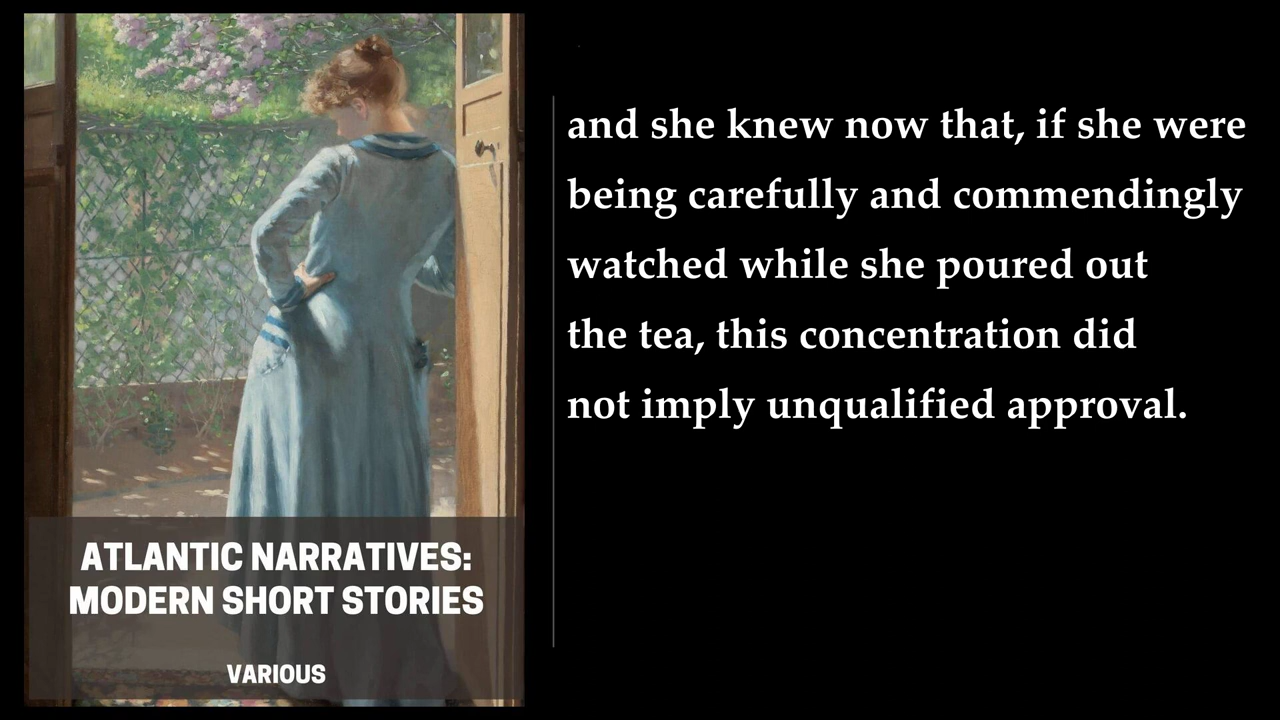 and she knew now that, if she were
being carefully and commendingly
watched while she poured out
the tea, this concentration did
not imply unqualified approval.
ATLANTIC NARRATIVES:
MODERN SHORT STORIES
VARIOUS